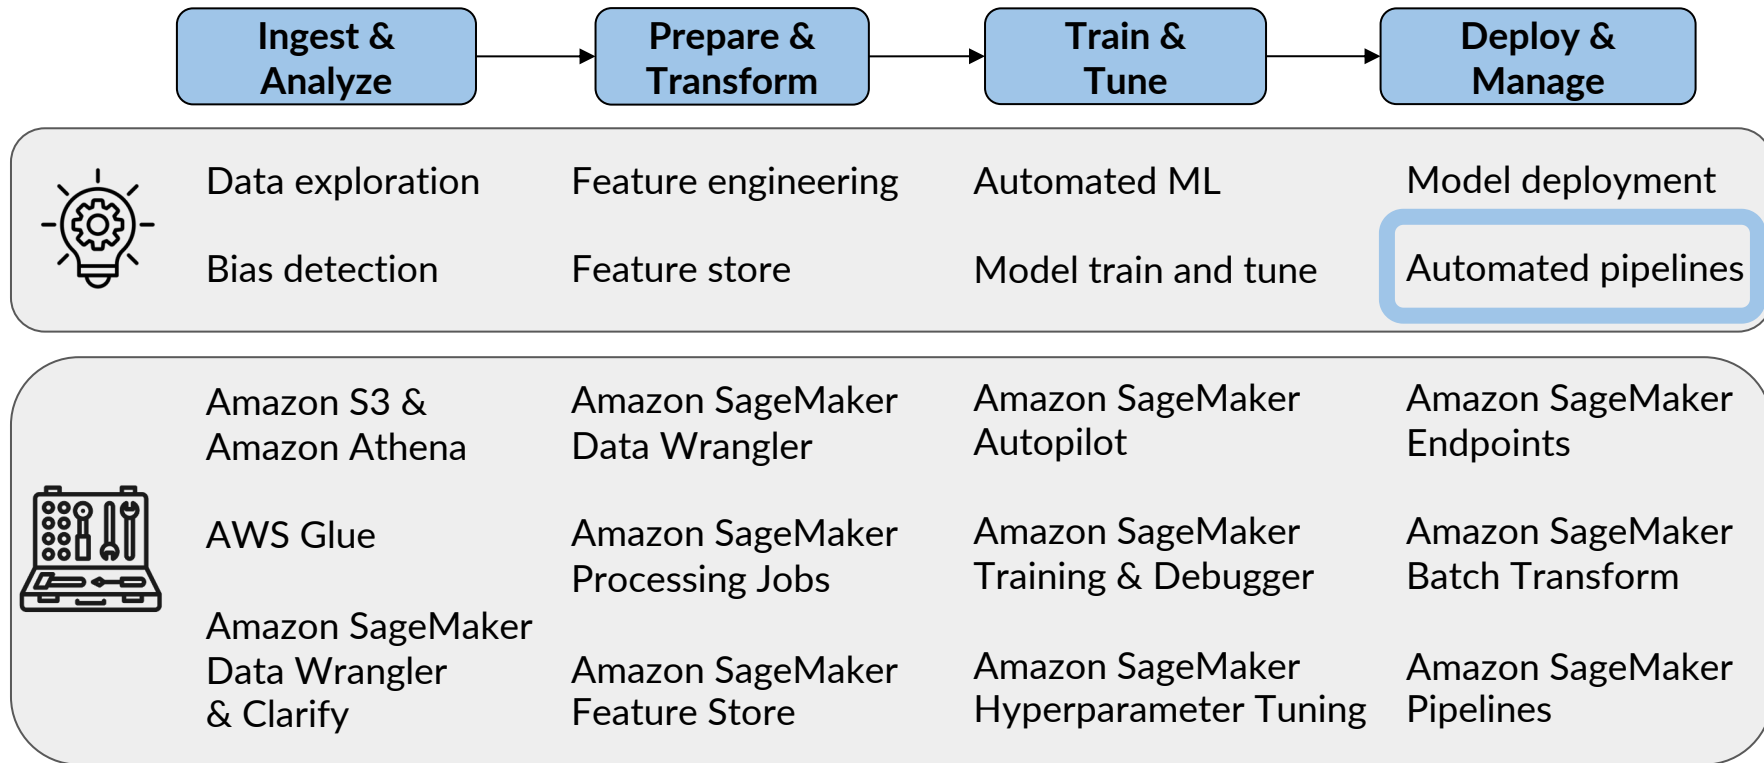 Ingest &
Analyze
Prepare &
Transform
Train &
Tune
Deploy &
Manage
Data exploration
Feature engineering
Automated ML
Model deployment
Bias detection
Feature store
Model train and tune
Automated pipelines
Amazon S3 &
Amazon Athena
Amazon SageMaker
Data Wrangler
Amazon SageMaker
Autopilot
Amazon SageMaker
Endpoints
AWS Glue
Amazon SageMaker
Processing Jobs
Amazon SageMaker
Training & Debugger
Amazon SageMaker
Batch Transform
Amazon SageMaker
Data Wrangler
& Clarify
Amazon SageMaker
Feature Store
Amazon SageMaker
Hyperparameter Tuning
Amazon SageMaker
Pipelines